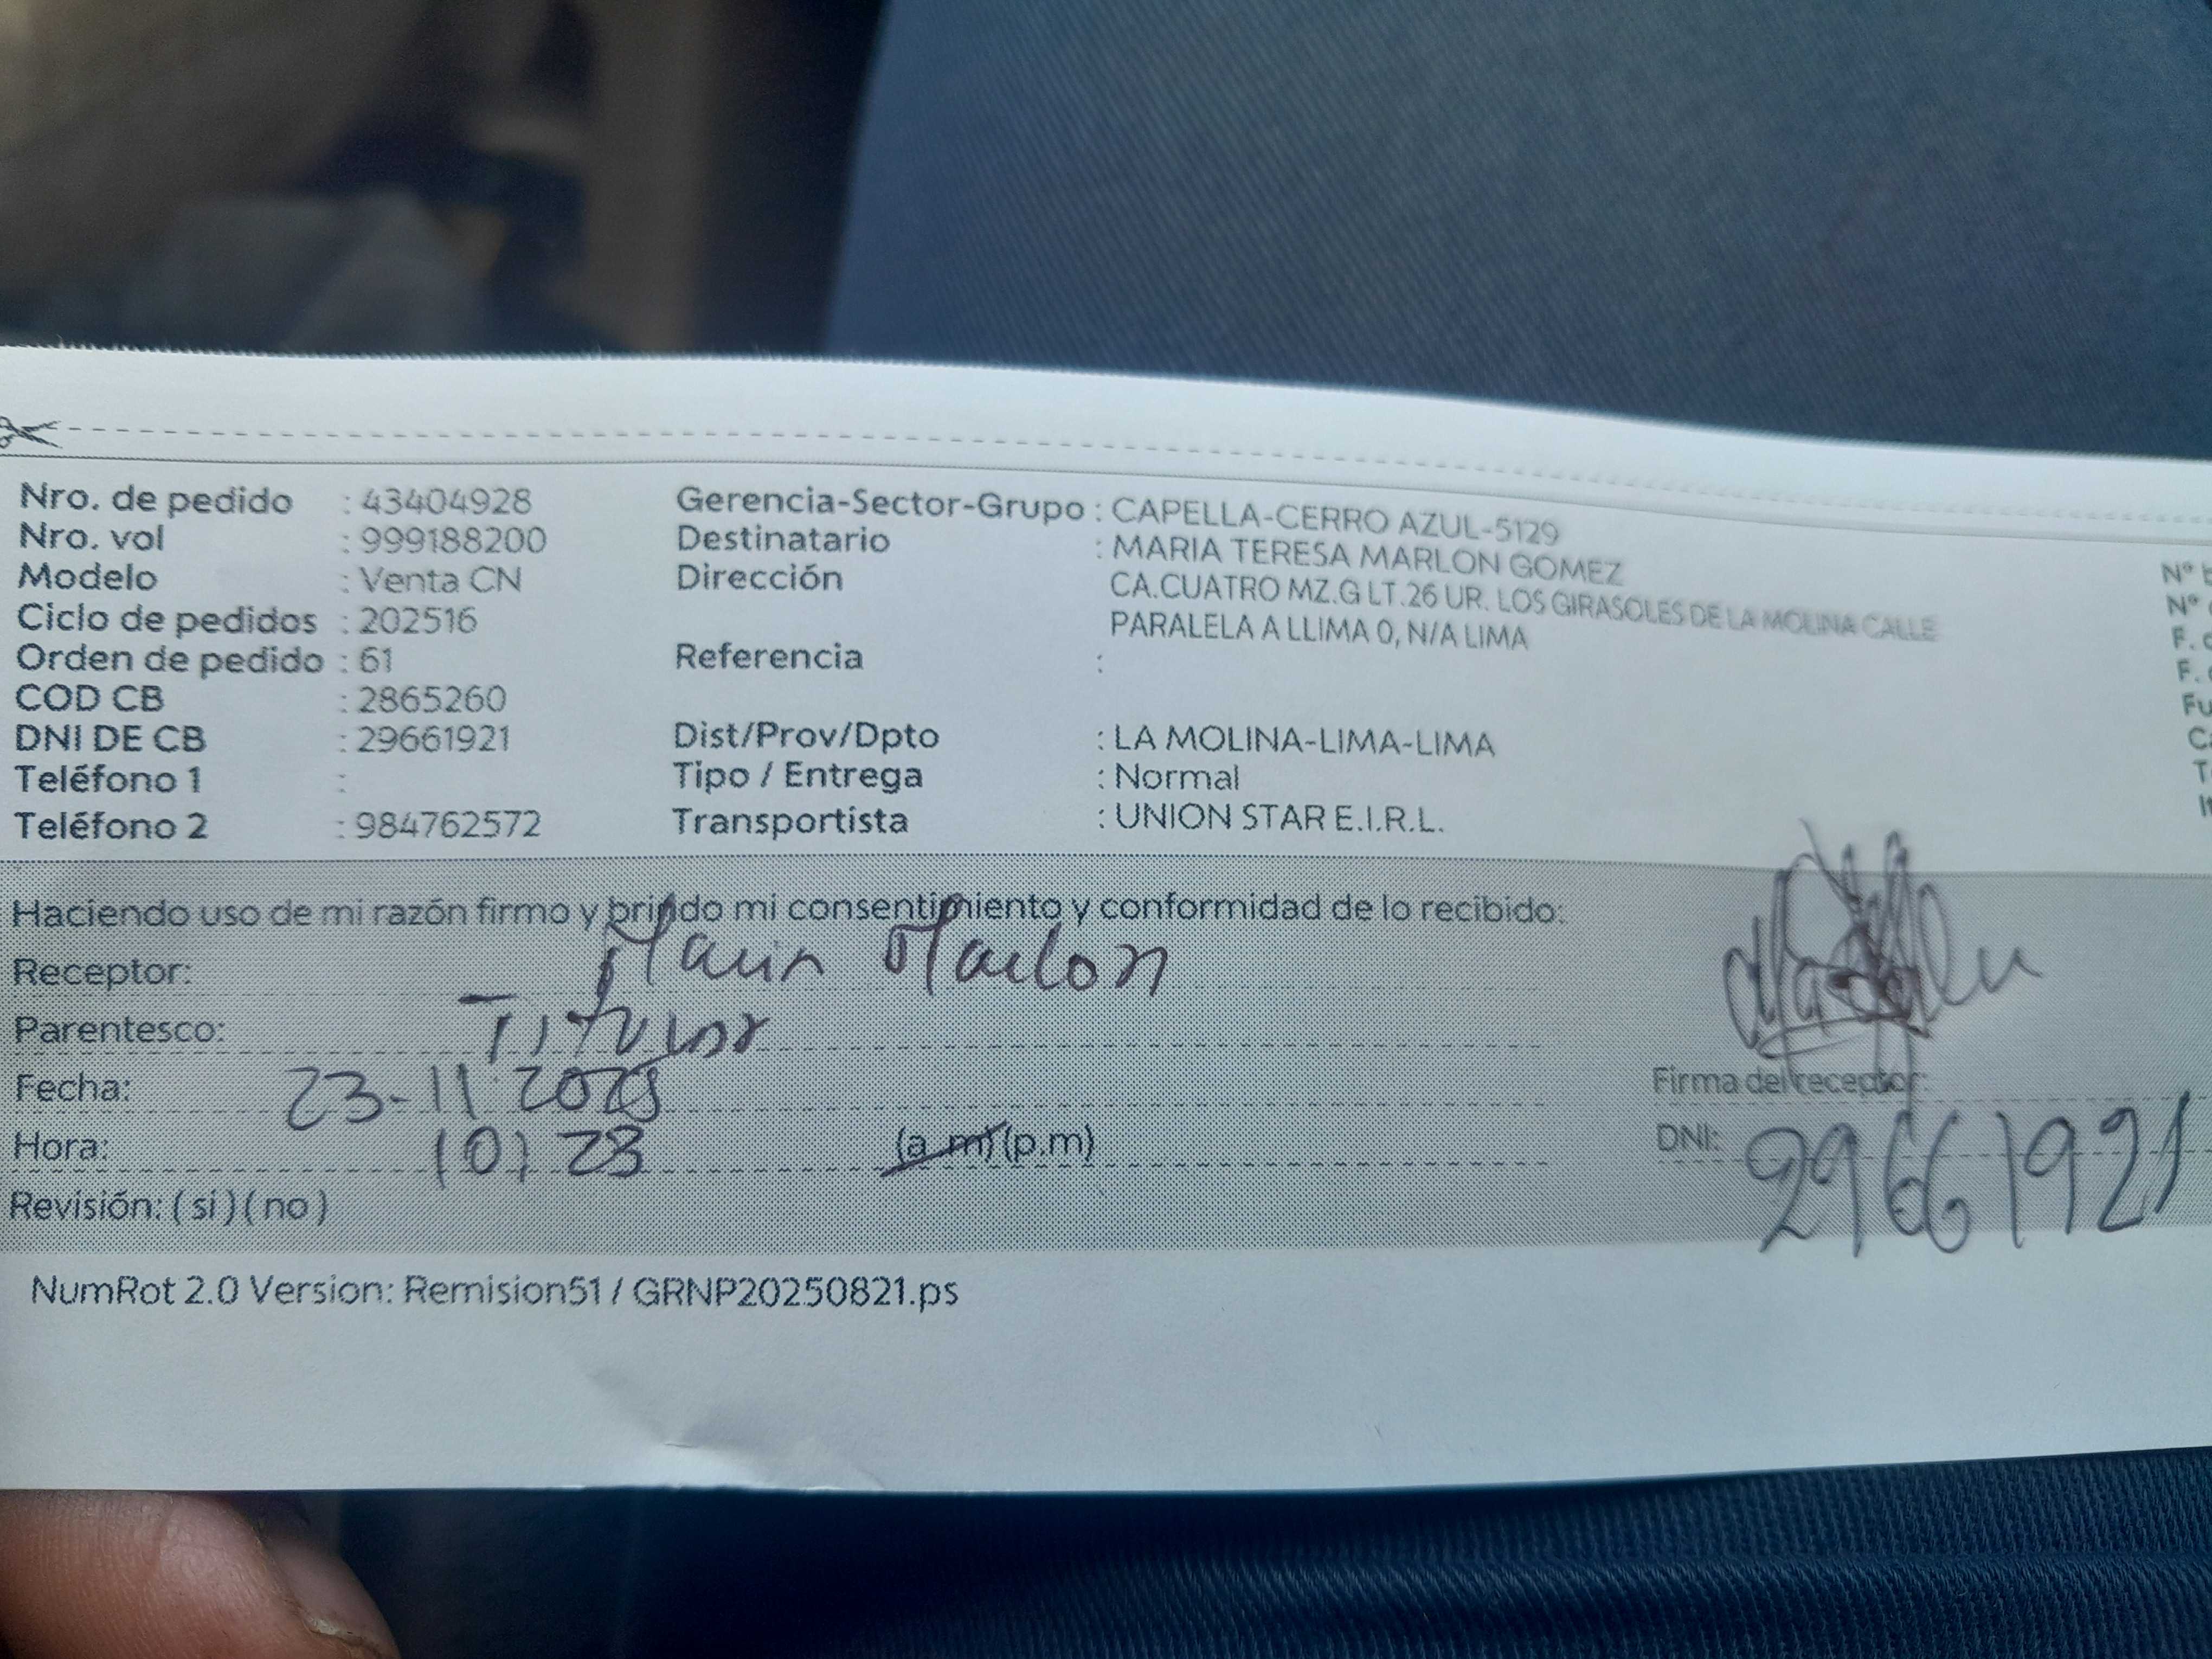 Nro. de pedido : 43404928
Nro. vol : 999188200
Modelo : Venta CN
Ciclo de pedidos : 202516
Orden de pedido : 61
COD CB : 2865260
DNI DE CB : 29661921
Teléfono 1 :
Teléfono 2 : 984762572
Gerencia-Sector-Grupo : CAPELLA-CERRO AZUL-5129
Destinatario : MARIA TERESA MARLON GOMEZ
Dirección CA.CUATRO MZ.G LT.26 UR. LOS GIRASOLES DE LA MOLINA CALLE
PARALELA A LLIMA 0, N/A LIMA
Referencia :
Dist/Prov/Dpto : LA MOLINA-LIMA-LIMA
Tipo / Entrega : Normal
Transportista : UNION STAR E.I.R.L.
Nº
Nº
F.
F.
Haciendo uso de mi razón firmo y brindo mi consentimiento y conformidad de lo recibido:
Receptor: Maria Marlon
Parentesco: Titular
Fecha: 23-11-2025
Hora: 10: 28 (a m) (p.m)
Revisión: ( si ) ( no )
Firma del receptor:
DNI: 29661921
NumRot 2.0 Version: Remision51 / GRNP20250821.ps